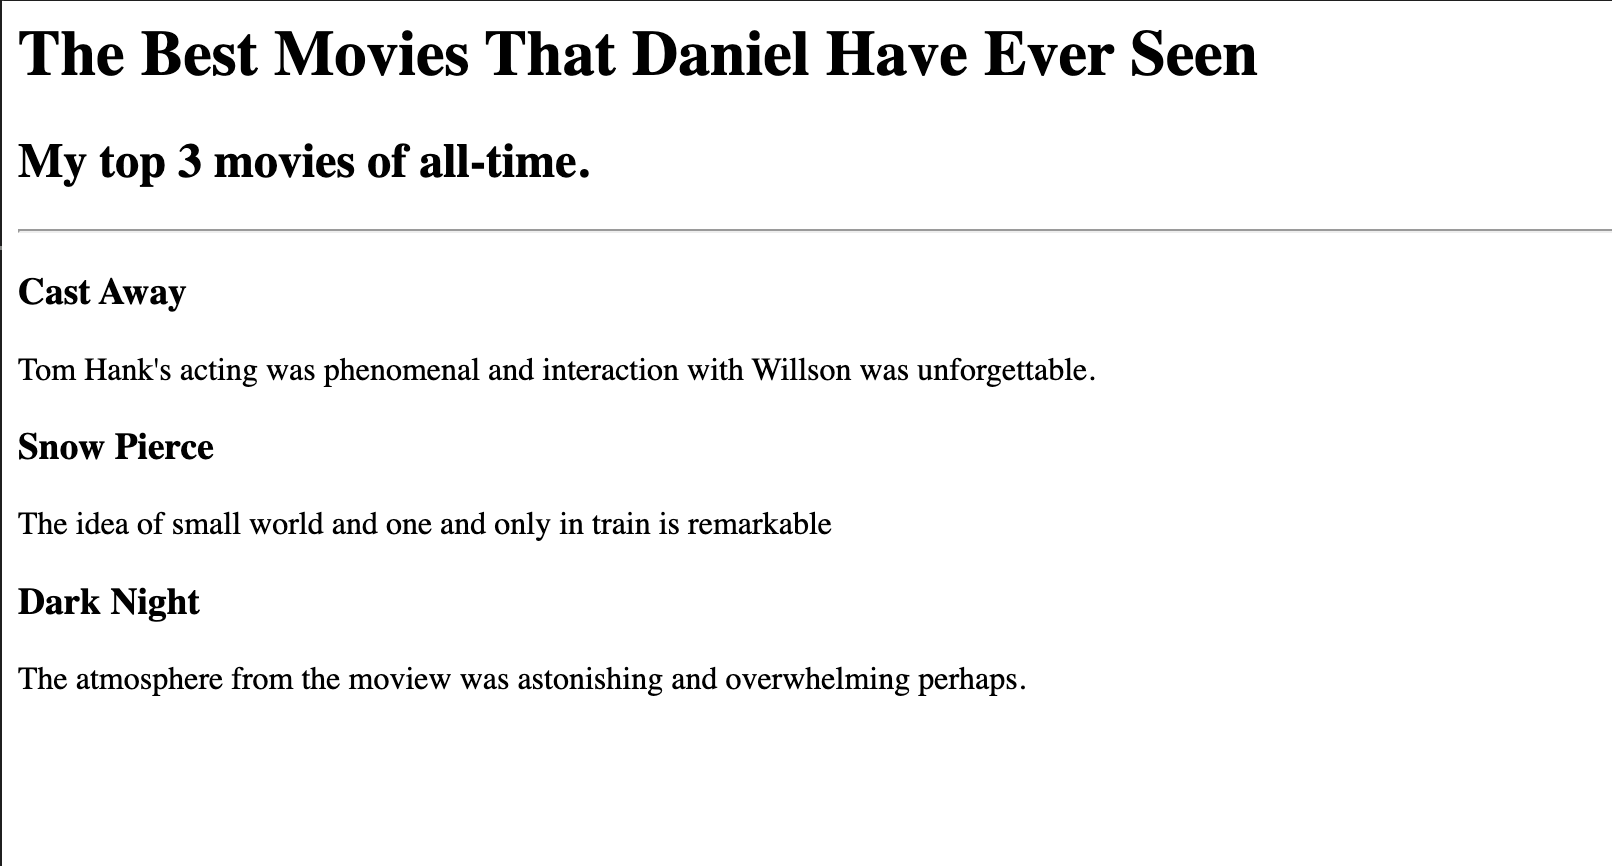 The Best Movies That Daniel Have Ever Seen
My top 3 movies of all-time.
Cast Away
Tom Hank's acting was phenomenal and interaction with Willson was unforgettable.
Snow Pierce
The idea of small world and one and only in train is remarkable
Dark Night
The atmosphere from the moview was astonishing and overwhelming perhaps.